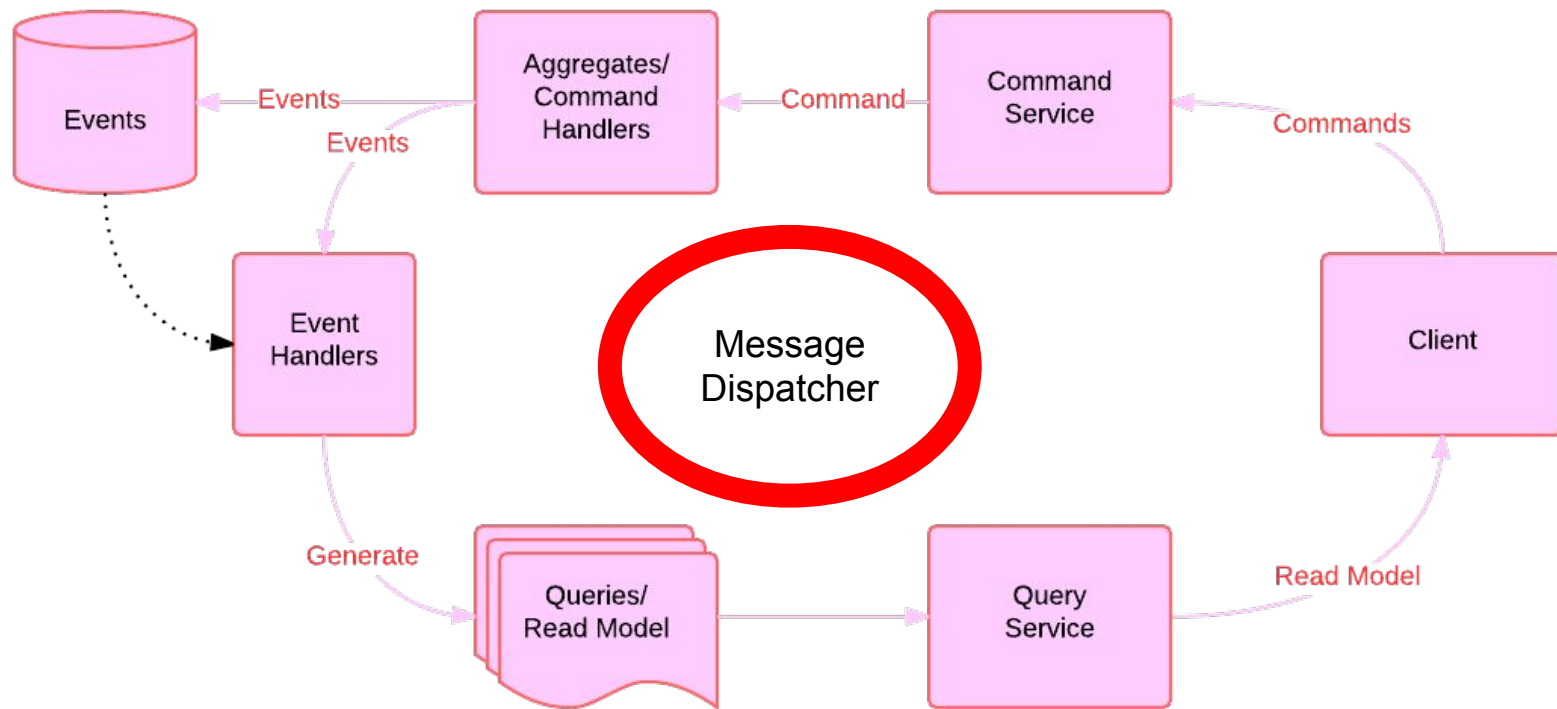 Events
Events
Events
Aggregates/
Command
Handlers
Command
Command
Service
Commands
Event
Handlers
Message
Dispatcher
Client
Generate
Queries/
Read Model
Query
Service
Read Model